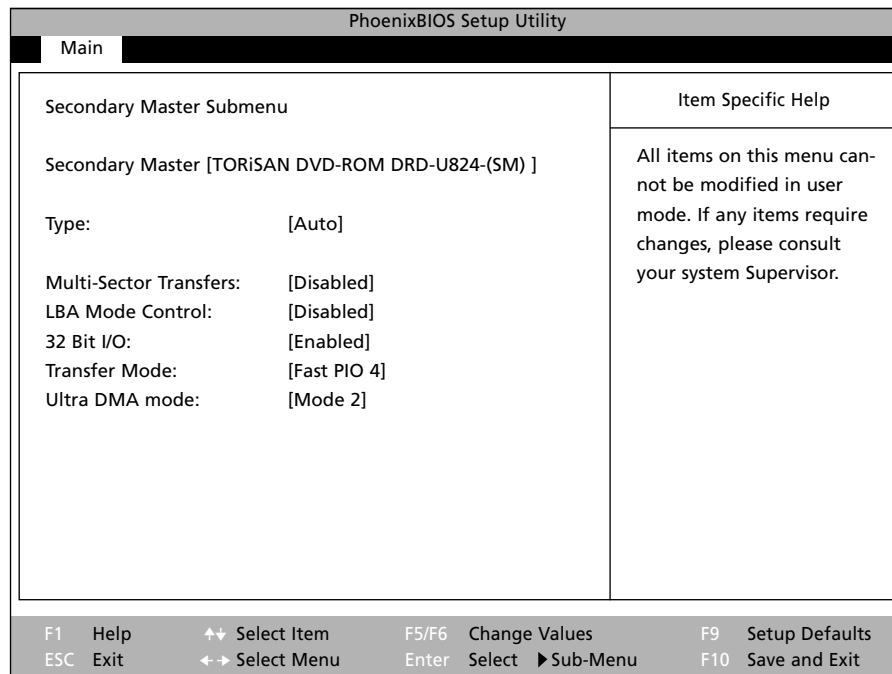 PhoenixBIOS Setup Utility
Main
Secondary Master Submenu
Secondary Master [TORiSAN DVD-ROM DRD-U824-(SM) ]
Type: [Auto]
Multi-Sector Transfers: [Disabled]
LBA Mode Control: [Disabled]
32 Bit I/O: [Enabled]
Transfer Mode: [Fast PIO 4]
Ultra DMA mode: [Mode 2]
Item Specific Help
All items on this menu can-
not be modified in user
mode. If any items require
changes, please consult
your system Supervisor.
F1 Help Select Item F5/F6 Change Values F9 Setup Defaults
ESC Exit Select Menu Enter Select Sub-Menu F10 Save and Exit